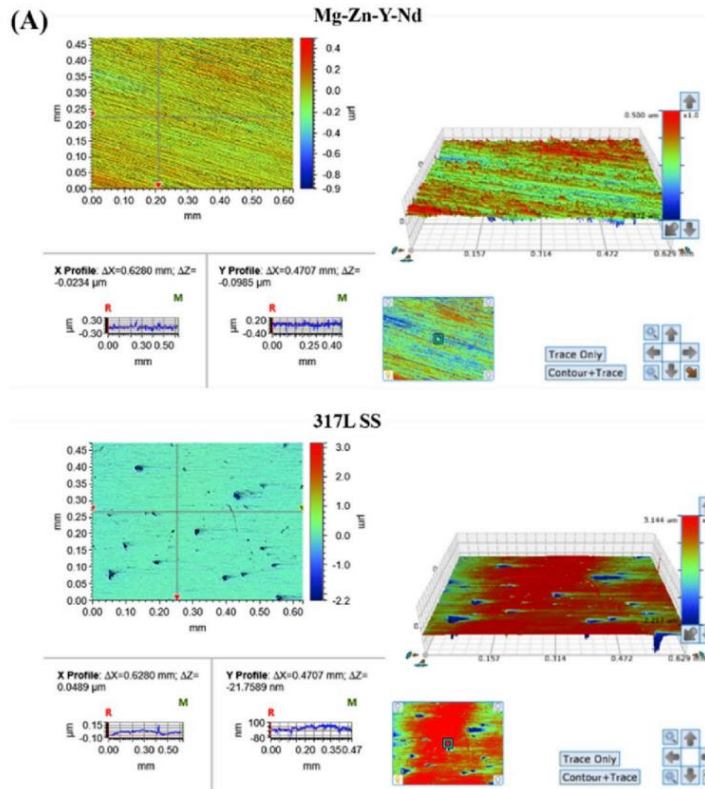 (A)
Mg-Zn-Y-Nd
0.45
0.40
0.35
0.30
0.25
0.20
0.15
0.10
0.05
0.00
mm
0.00 0.10 0.20 0.30 0.40 0.50 0.60
mm
0.4
0.2
0.0
-0.2
-0.4
-0.6
-0.9
µm
0.500 um
x1.0
0.157
0.314
0.472
0.629 mm
X Profile: ΔX=0.6280 mm; ΔZ=
-0.0234 µm
R M
µm
0.30
-0.30
0.00 0.30 0.50
mm
Y Profile: ΔX=0.4707 mm; ΔZ=
-0.0985 µm
R M
µm
0.20
-0.20
0.00 0.20 0.40
mm
Trace Only
Contour+Trace
317L SS
0.45
0.40
0.35
0.30
0.25
0.20
0.15
0.10
0.05
0.00
mm
0.00 0.10 0.20 0.30 0.40 0.50 0.60
mm
3.0
2.0
1.0
0.0
-1.0
-2.2
µm
3.144 um
0.157
0.314
0.472
0.629 mm
X Profile: ΔX=0.6280 mm; ΔZ=
0.0489 µm
R M
µm
0.15
-0.10
0.00 0.30 0.60
mm
Y Profile: ΔX=0.4707 mm; ΔZ=
-21.7589 nm
R M
nm
100
-80
0.00 0.20 0.35 0.47
mm
Trace Only
Contour+Trace